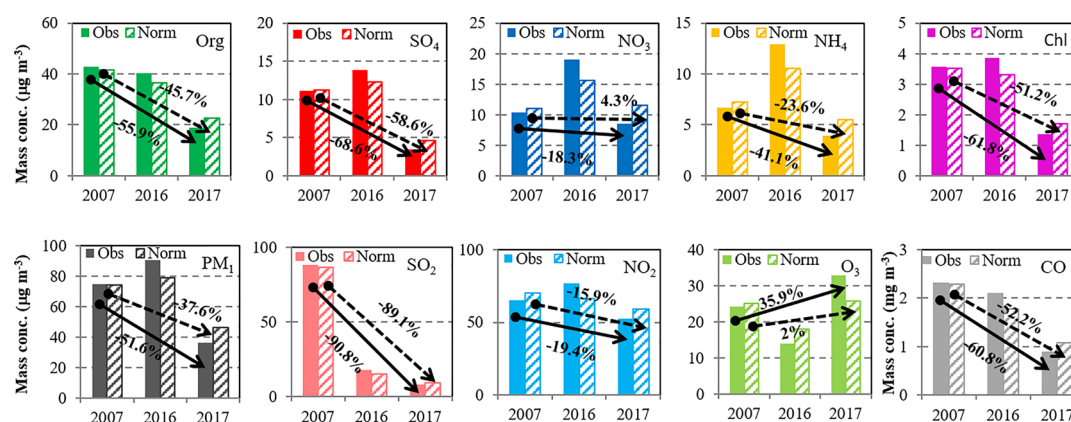 Mass conc. (µg m⁻³)
80
60
40
20
0
Obs Norm Org
-45.7%
-55.9%
2007 2016 2017
20
15
10
5
0
Obs Norm
SO₄
-58.6%
-68.6%
2007 2016 2017
25
20
15
10
5
0
Obs Norm NO₃
4.3%
-18.3%
2007 2016 2017
15
10
5
0
Obs Norm NH₄
-23.6%
-41.1%
2007 2016 2017
5
4
3
2
1
0
Obs Norm Chl
-51.2%
-61.8%
2007 2016 2017
Mass conc. (µg m⁻³)
100
80
60
40
20
0
Obs Norm
PM₁
-37.6%
-51.6%
2007 2016 2017
100
50
0
Obs Norm
SO₂
-89.1%
-90.8%
2007 2016 2017
100
50
0
Obs Norm
NO₂
-15.9%
-19.4%
2007 2016 2017
40
30
20
10
0
Obs Norm
O₃
35.9%
2%
2007 2016 2017
Mass conc. (mg m⁻³)
3
2
1
0
Obs Norm
CO
-52.2%
-60.8%
2007 2016 2017